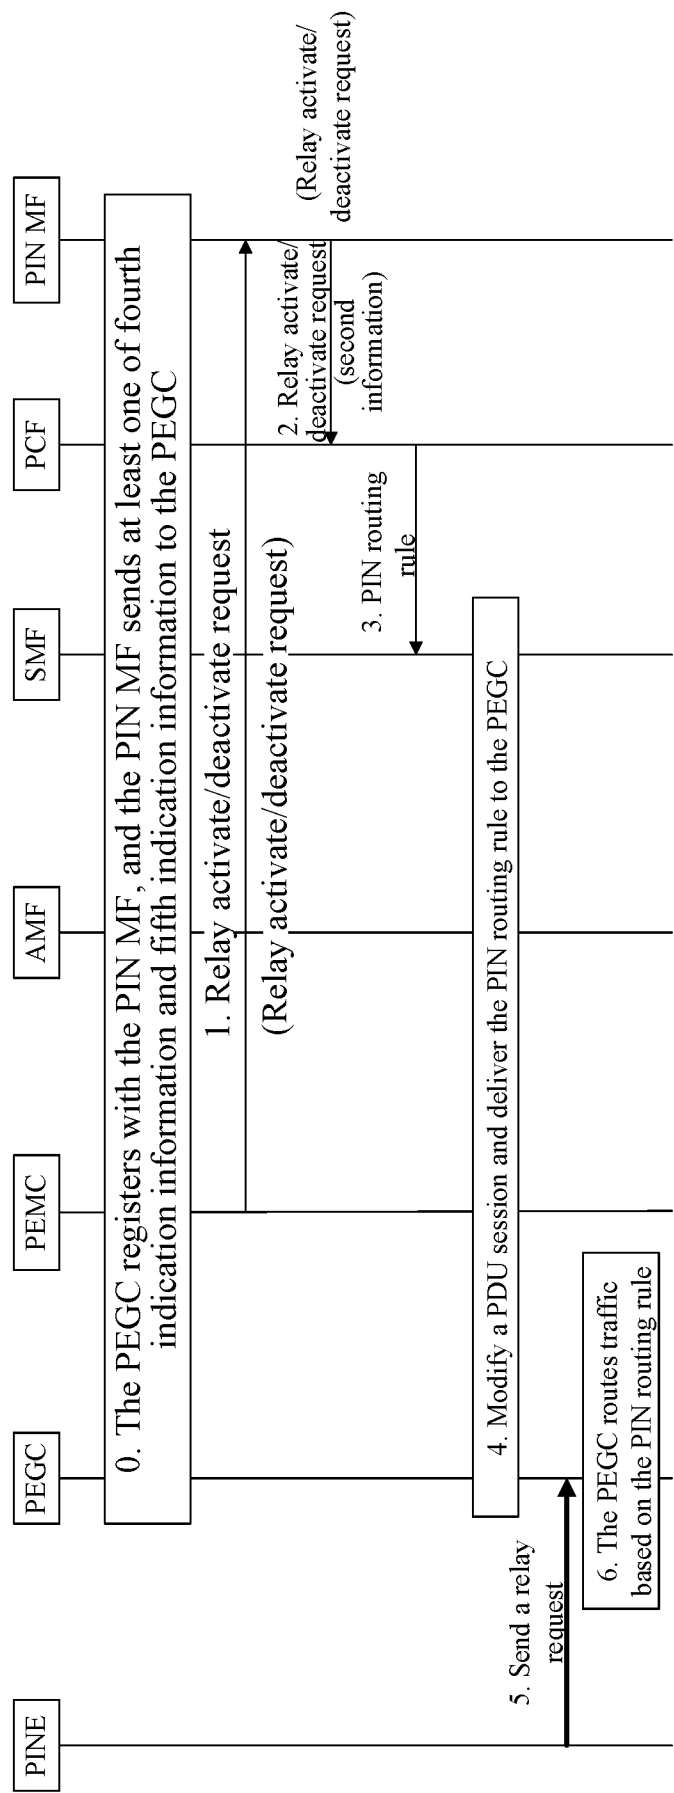 PINE
PEGC
PEMC
AMF
SMF
PCF
PIN MF
0. The PEGC registers with the PIN MF, and the PIN MF sends at least one of fourth
indication information and fifth indication information to the PEGC
1. Relay activate/deactivate request
(Relay activate/deactivate request)
2. Relay activate/
deactivate request
(second
information)
(Relay activate/
deactivate request)
3. PIN routing
rule
4. Modify a PDU session and deliver the PIN routing rule to the PEGC
5. Send a relay
request
6. The PEGC routes traffic
based on the PIN routing rule